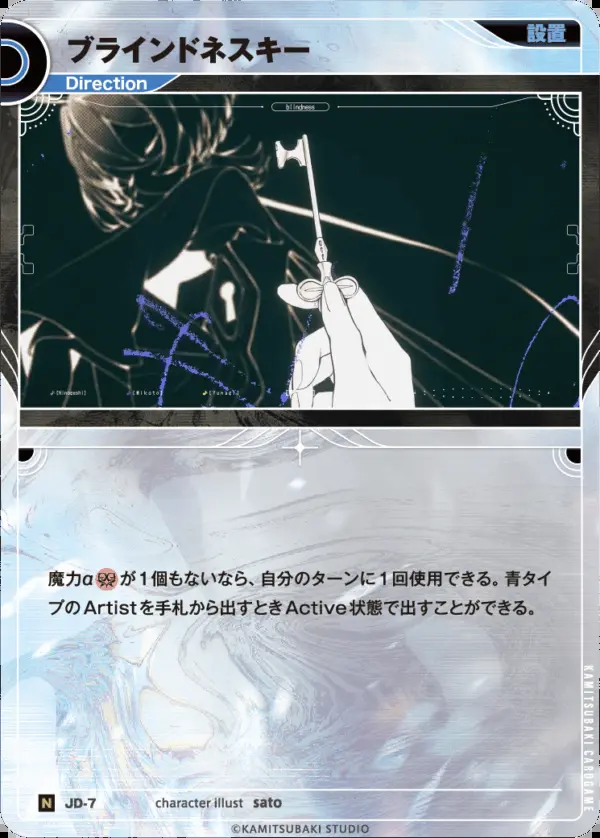 設置
ブラインドネスキー
Direction
blindness
魔力α が1個もないなら、自分のターンに1回使用できる。青タイ
プのArtistを手札から出すときActive状態で出すことができる。
KAMITSUBAKI CARDGAME
N JD-7 character illust sato
©KAMITSUBAKI STUDIO